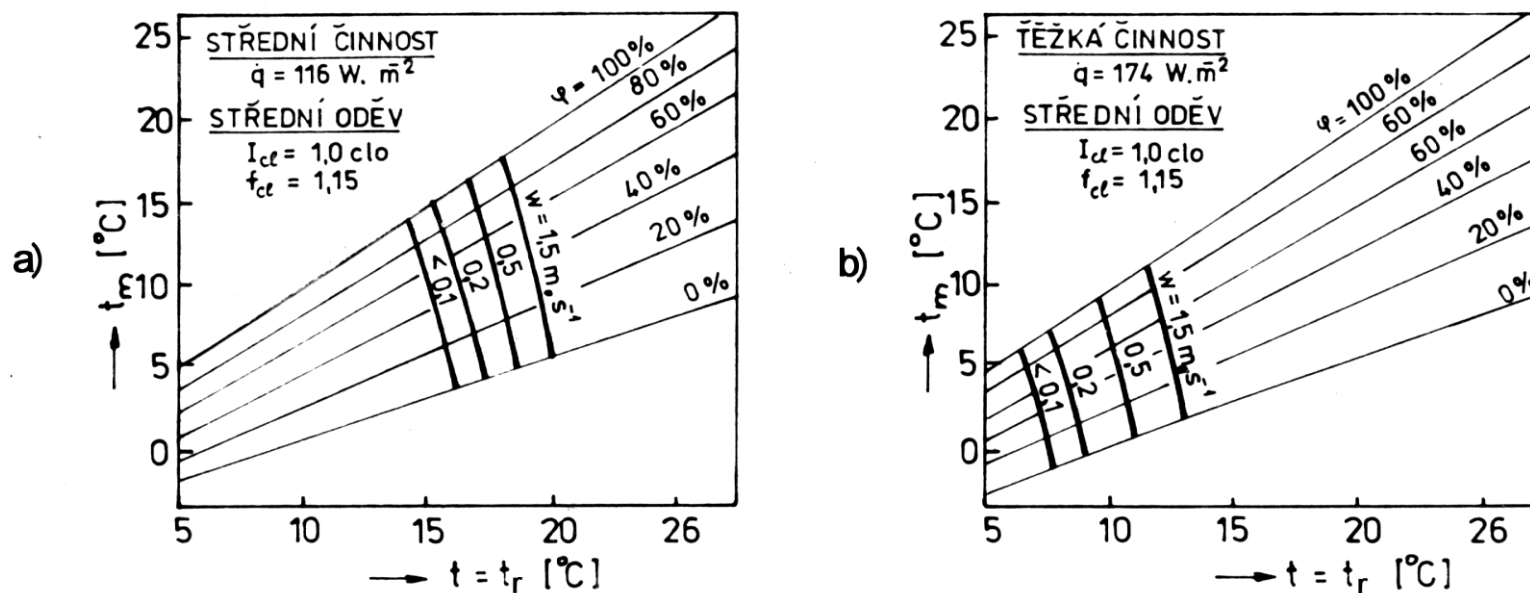 a)
STŘEDNÍ ČINNOST
q̇ = 116 W. m̄²
STŘEDNÍ ODĚV
I_cl = 1,0 clo
f_cl = 1,15
φ = 100%
80%
60%
40%
20%
0%
< 0,1
0,2
0,5
w = 1,5 m.s⁻¹
25
20
15
10
5
0
→ t_m [°C]
5 10 15 20 26
→ t = t_r [°C]
b)
TĚŽKÁ ČINNOST
q̇ = 174 W.m̄²
STŘEDNÍ ODĚV
I_cl = 1,0 clo
f_cl = 1,15
φ = 100%
60%
60%
40%
20%
0%
< 0,1
0,2
0,5
w = 1,5 m.s⁻¹
25
20
15
10
5
0
→ t_m [°C]
5 10 15 20 26
→ t = t_r [°C]